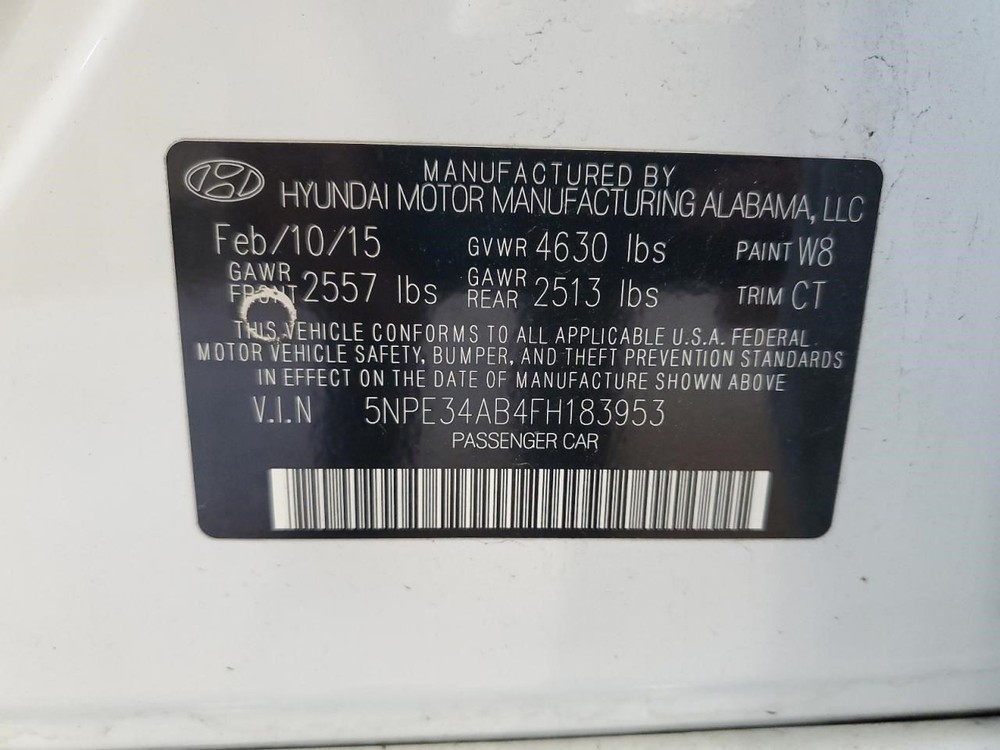 MANUFACTURED BY
HYUNDAI MOTOR MANUFACTURING ALABAMA, LLC
Feb/10/15 GVWR 4630 lbs PAINT W8
GAWR FRONT 2557 lbs GAWR REAR 2513 lbs TRIM CT
THIS VEHICLE CONFORMS TO ALL APPLICABLE U.S.A. FEDERAL
MOTOR VEHICLE SAFETY, BUMPER, AND THEFT PREVENTION STANDARDS
IN EFFECT ON THE DATE OF MANUFACTURE SHOWN ABOVE
V.I.N 5NPE34AB4FH183953
PASSENGER CAR